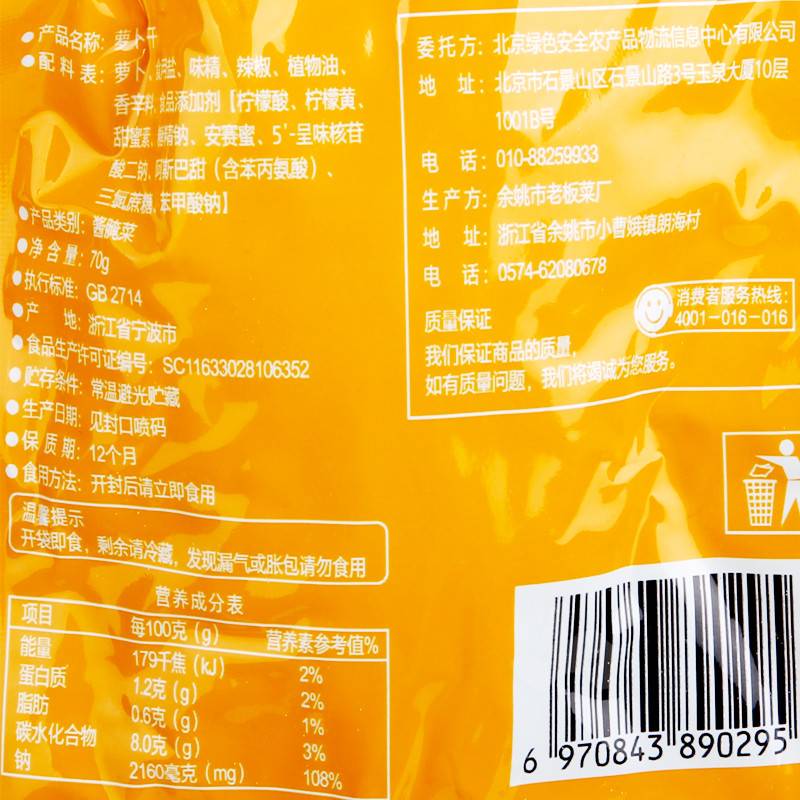 产品名称：萝卜干
配料表：萝卜、食用盐、味精、辣椒、植物油、
香辛料、食品添加剂【柠檬酸、柠檬黄、
甜蜜素、糖精钠、安赛蜜、5'-呈味核苷
酸二钠、阿斯巴甜（含苯丙氨酸）、
三氯蔗糖、苯甲酸钠】
产品类别：酱腌菜
净含量：70g
执行标准：GB 2714
产 地：浙江省宁波市
食品生产许可证编号：SC11633028106352
贮存条件：常温避光贮藏
生产日期：见封口喷码
保质期：12个月
食用方法：开封后请立即食用
温馨提示
开袋即食，剩余请冷藏，发现漏气或胀包请勿食用
营养成分表
项目 每100克（g） 营养素参考值%
能量 179千焦（kJ） 2%
蛋白质 1.2克（g） 2%
脂肪 0.6克（g） 1%
碳水化合物 8.0克（g） 3%
钠 2160毫克（mg） 108%
委托方：北京绿色安全农产品物流信息中心有限公司
地 址：北京市石景山区石景山路3号玉泉大厦10层
1001B号
电 话：010-88259933
生产方：余姚市老板菜厂
地 址：浙江省余姚市小曹娥镇朗海村
电 话：0574-62080678
质量保证
我们保证商品的质量，
如有质量问题，我们将竭诚为您服务。
消费者服务热线：
4001-016-016
6 970843 890295